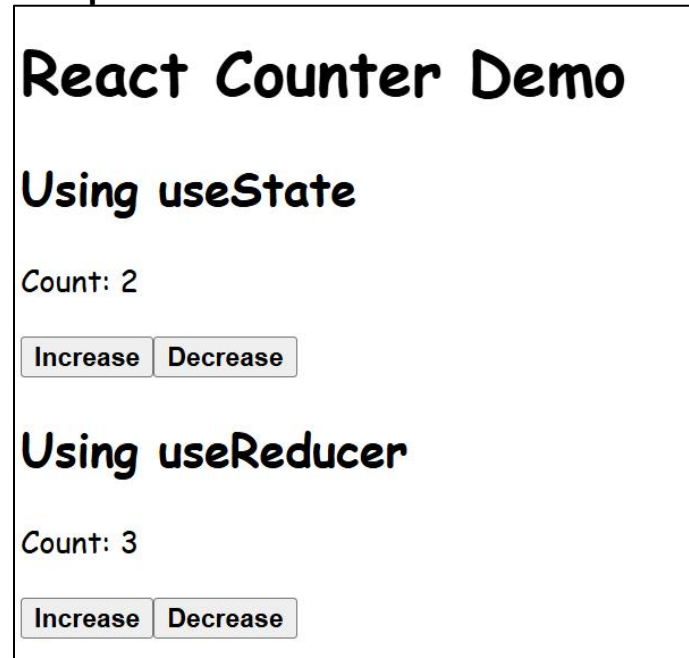 React Counter Demo
Using useState
Count: 2
Increase Decrease
Using useReducer
Count: 3
Increase Decrease